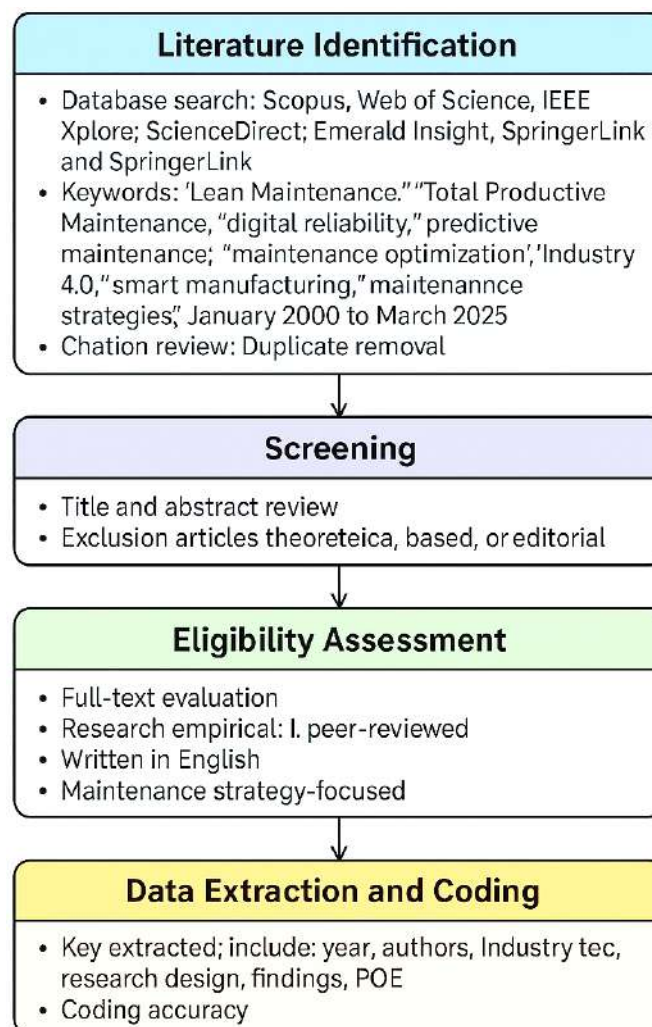 Literature Identification
• Database search: Scopus, Web of Science, IEEE
Xplore; ScienceDirect; Emerald Insight, SpringerLink
and SpringerLink
• Keywords: ‘Lean Maintenance.” “Total Productive
Maintenance, “digital reliability,” predictive
maintenance; “maintenance optimization’, ’Industry
4.0,“ smart manufacturing,” maitenannce
strategies”, January 2000 to March 2025
• Chation review: Duplicate removal
Screening
• Title and abstract review
• Exclusion articles theoreteica, based, or editorial
Eligibility Assessment
• Full-text evaluation
• Research empirical: I. peer-reviewed
• Written in English
• Maintenance strategy-focused
Data Extraction and Coding
• Key extracted; include: year, authors, Industry tec,
research design, findings, POE
• Coding accuracy